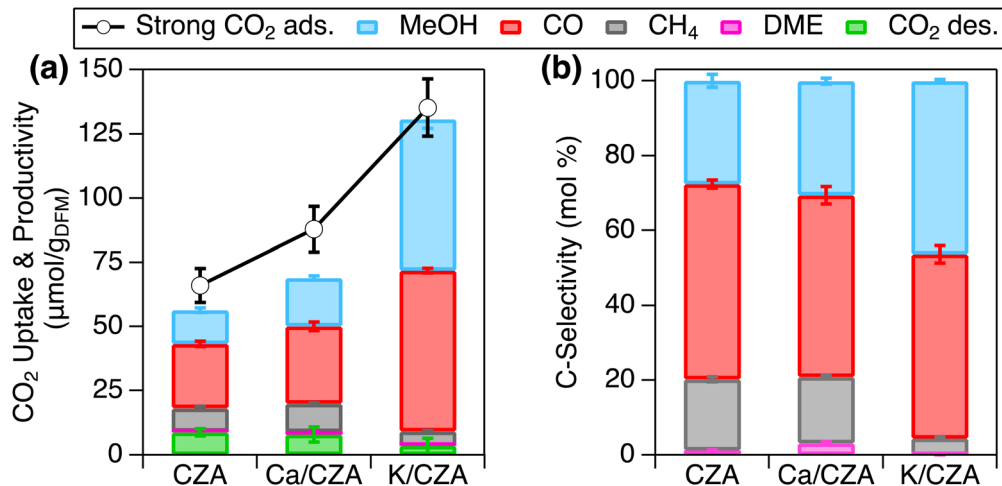 Strong CO₂ ads. MeOH CO CH₄ DME CO₂ des.
(a)
CO₂ Uptake & Productivity
(μmol/g_DFM)
150
125
100
75
50
25
0
CZA Ca/CZA K/CZA
(b)
C-Selectivity (mol %)
100
80
60
40
20
0
CZA Ca/CZA K/CZA